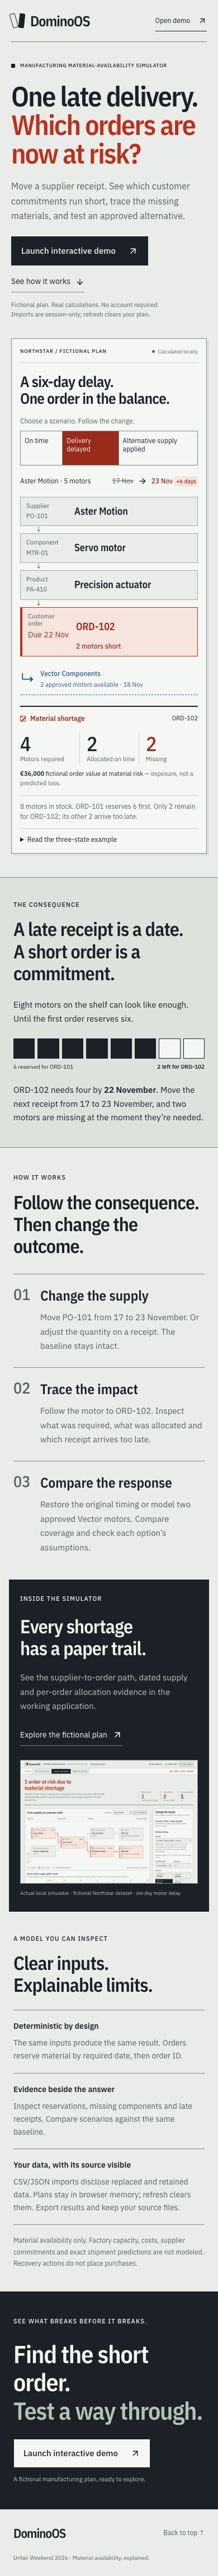 DominoOS
Open demo ↗
MANUFACTURING MATERIAL-AVAILABILITY SIMULATOR
One late delivery.
Which orders are
now at risk?
Move a supplier receipt. See which customer
commitments run short, trace the missing
materials, and test an approved alternative.
Launch interactive demo ↗
See how it works ↓
Fictional plan. Real calculations. No account required.
Imports are session-only; refresh clears your plan.
NORTHSTAR / FICTIONAL PLAN
Calculated locally
A six-day delay.
One order in the balance.
Choose a scenario. Follow the change.
On time
Delivery
delayed
Alternative supply
applied
Aster Motion · 5 motors
17 Nov → 23 Nov +6 days
Supplier
PO-101
Aster Motion
↓
Component
MTR-01
Servo motor
↓
Product
PA-410
Precision actuator
↓
Customer
order
Due 22 Nov
ORD-102
2 motors short
Vector Components
2 approved motors available · 18 Nov
Material shortage
ORD-102
4
Motors required
2
Allocated on time
2
Missing
€36,000 fictional order value at material risk — exposure, not a
predicted loss.
8 motors in stock. ORD-101 reserves 6 first. Only 2 remain
for ORD-102; its other 2 arrive too late.
Read the three-state example
THE CONSEQUENCE
A late receipt is a date.
A short order is a
commitment.
Eight motors on the shelf can look like enough.
Until the first order reserves six.
6 reserved for ORD-101
2 left for ORD-102
ORD-102 needs four by 22 November. Move the
next receipt from 17 to 23 November, and two
motors are missing at the moment they’re needed.
HOW IT WORKS
Follow the consequence.
Then change the
outcome.
01
Change the supply
Move PO-101 from 17 to 23 November. Or
adjust the quantity on a receipt. The
baseline stays intact.
02
Trace the impact
Follow the motor to ORD-102. Inspect
what was required, what was allocated and
which receipt arrives too late.
03
Compare the response
Restore the original timing or model two
approved Vector motors. Compare
coverage and check each option’s
assumptions.
INSIDE THE SIMULATOR
Every shortage
has a paper trail.
See the supplier-to-order path, dated supply
and per-order allocation evidence in the
working application.
Explore the fictional plan ↗
1 order at risk due to
material shortage
Actual local simulator · fictional Northstar dataset · six-day motor delay
A MODEL YOU CAN INSPECT
Clear inputs.
Explainable limits.
Deterministic by design
The same inputs produce the same result. Orders
reserve material by required date, then order ID.
Evidence beside the answer
Inspect reservations, missing components and late
receipts. Compare scenarios against the same
baseline.
Your data, with its source visible
CSV/JSON imports disclose replaced and retained
data. Plans stay in browser memory; refresh clears
them. Export results and keep your source files.
Material availability only. Factory capacity, costs, supplier
commitments and exact shipment predictions are not modeled.
Recovery actions do not place purchases.
SEE WHAT BREAKS BEFORE IT BREAKS.
Find the short
order.
Test a way through.
Launch interactive demo ↗
A fictional manufacturing plan, ready to explore.
DominoOS
Back to top ↑
Unfair Weekend 2026 · Material availability, explained.